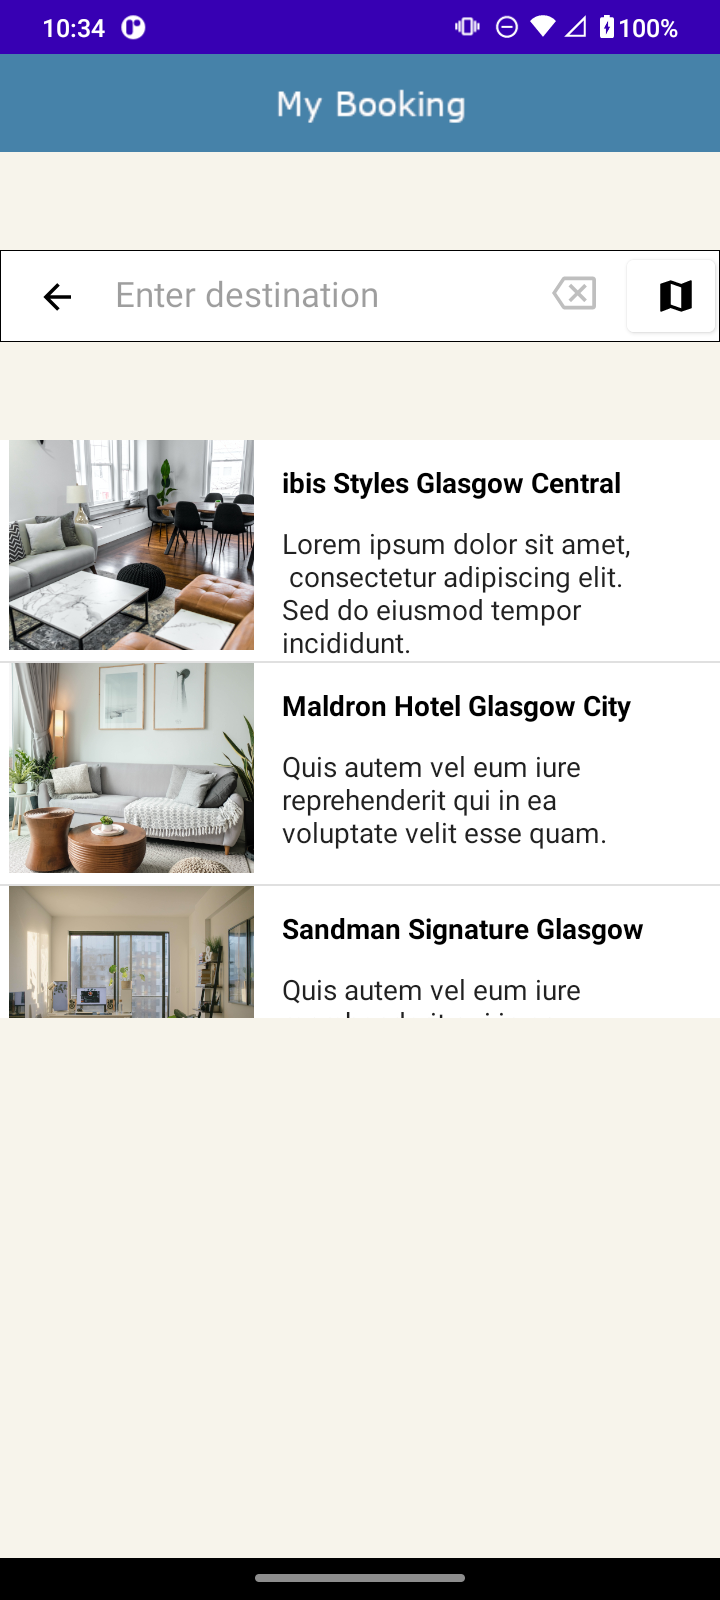 10:34
100%
My Booking
Enter destination
ibis Styles Glasgow Central
Lorem ipsum dolor sit amet,
consectetur adipiscing elit.
Sed do eiusmod tempor
incididunt.
Maldron Hotel Glasgow City
Quis autem vel eum iure
reprehenderit qui in ea
voluptate velit esse quam.
Sandman Signature Glasgow
Quis autem vel eum iure